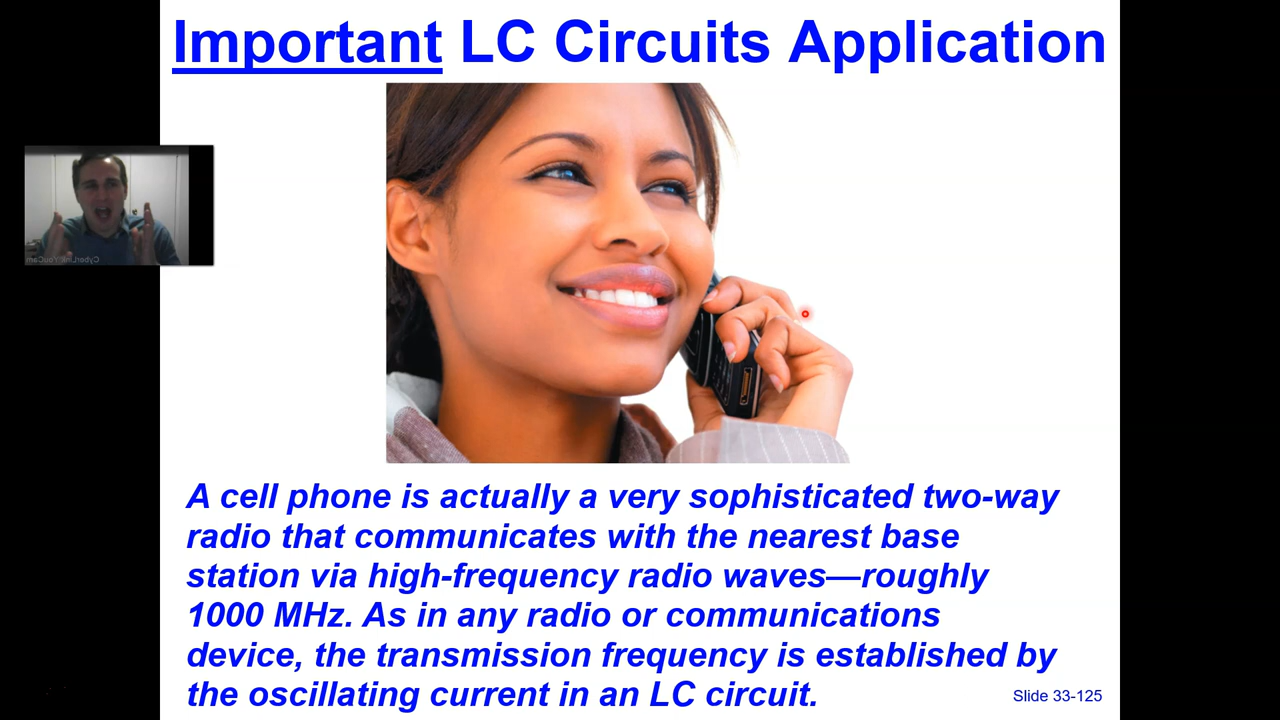 Important LC Circuits Application
CyberLink YouCam
A cell phone is actually a very sophisticated two-way
radio that communicates with the nearest base
station via high-frequency radio waves—roughly
1000 MHz. As in any radio or communications
device, the transmission frequency is established by
the oscillating current in an LC circuit.
Slide 33-125